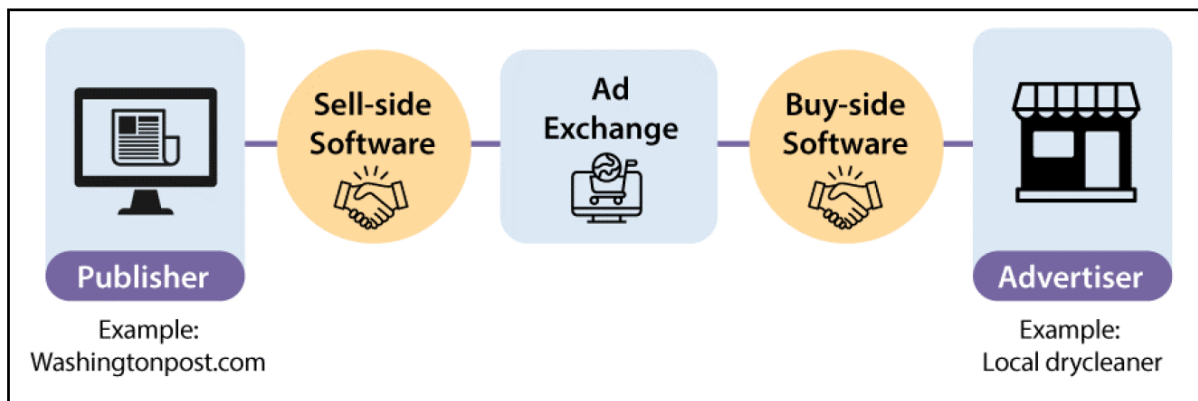 Sell-side
Software
Ad
Exchange
Buy-side
Software
Publisher
Advertiser
Example:
Washingtonpost.com
Example:
Local drycleaner